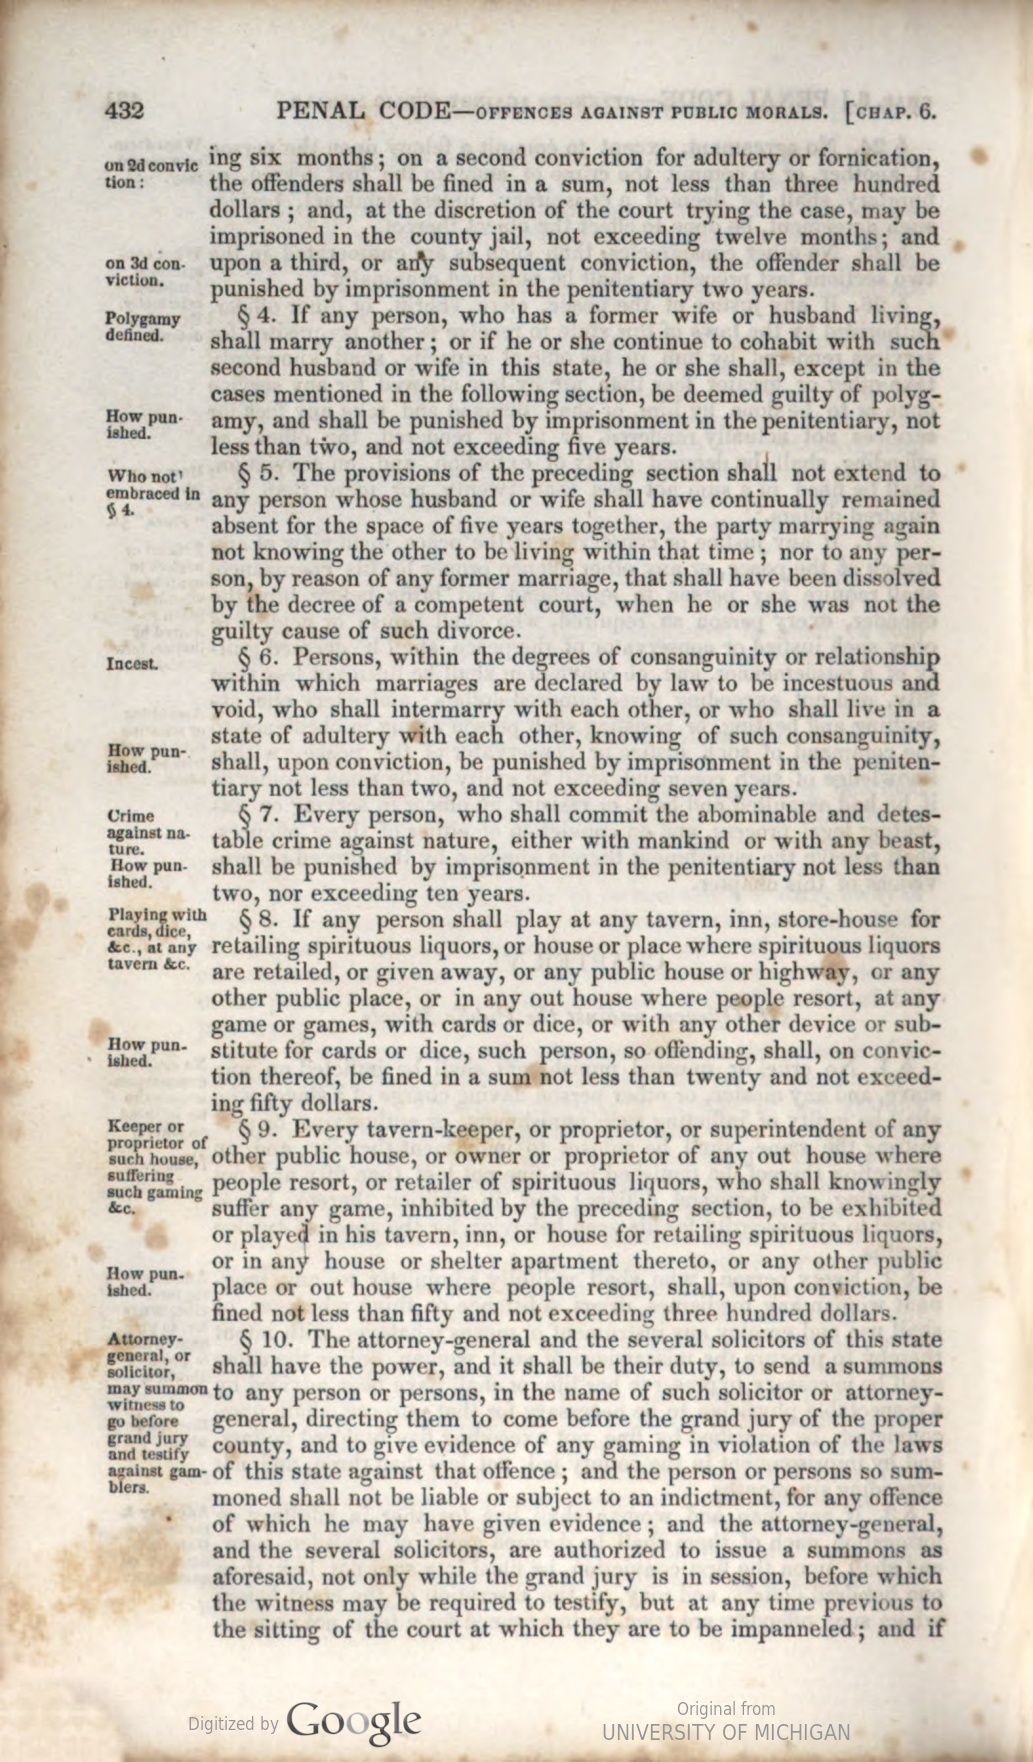 432 PENAL CODE—OFFENCES AGAINST PUBLIC MORALS. [CHAP. 6.
on 2d convic
tion:
ing six months; on a second conviction for adultery or fornication,
the offenders shall be fined in a sum, not less than three hundred
dollars; and, at the discretion of the court trying the case, may be
imprisoned in the county jail, not exceeding twelve months; and
on 3d con-
viction.
upon a third, or any subsequent conviction, the offender shall be
punished by imprisonment in the penitentiary two years.
Polygamy
defined.
§ 4. If any person, who has a former wife or husband living,
shall marry another; or if he or she continue to cohabit with such
second husband or wife in this state, he or she shall, except in the
cases mentioned in the following section, be deemed guilty of polyg-
How pun-
ished.
amy, and shall be punished by imprisonment in the penitentiary, not
less than two, and not exceeding five years.
Who not
embraced in
§ 4.
§ 5. The provisions of the preceding section shall not extend to
any person whose husband or wife shall have continually remained
absent for the space of five years together, the party marrying again
not knowing the other to be living within that time; nor to any per-
son, by reason of any former marriage, that shall have been dissolved
by the decree of a competent court, when he or she was not the
guilty cause of such divorce.
Incest.
§ 6. Persons, within the degrees of consanguinity or relationship
within which marriages are declared by law to be incestuous and
void, who shall intermarry with each other, or who shall live in a
state of adultery with each other, knowing of such consanguinity,
How pun-
ished.
shall, upon conviction, be punished by imprisonment in the peniten-
tiary not less than two, and not exceeding seven years.
Crime
against na-
ture.
How pun-
ished.
§ 7. Every person, who shall commit the abominable and detes-
table crime against nature, either with mankind or with any beast,
shall be punished by imprisonment in the penitentiary not less than
two, nor exceeding ten years.
Playing with
cards, dice,
&c., at any
tavern &c.
§ 8. If any person shall play at any tavern, inn, store-house for
retailing spirituous liquors, or house or place where spirituous liquors
are retailed, or given away, or any public house or highway, or any
other public place, or in any out house where people resort, at any
game or games, with cards or dice, or with any other device or sub-
How pun-
ished.
stitute for cards or dice, such person, so offending, shall, on convic-
tion thereof, be fined in a sum not less than twenty and not exceed-
ing fifty dollars.
Keeper or
proprietor of
such house,
suffering
such gaming
&c.
§ 9. Every tavern-keeper, or proprietor, or superintendent of any
other public house, or owner or proprietor of any out house where
people resort, or retailer of spirituous liquors, who shall knowingly
suffer any game, inhibited by the preceding section, to be exhibited
or played in his tavern, inn, or house for retailing spirituous liquors,
or in any house or shelter apartment thereto, or any other public
How pun-
ished.
place or out house where people resort, shall, upon conviction, be
fined not less than fifty and not exceeding three hundred dollars.
Attorney-
general, or
solicitor,
may summon
witness to
go before
grand jury
and testify
against gam-
blers.
§ 10. The attorney-general and the several solicitors of this state
shall have the power, and it shall be their duty, to send a summons
to any person or persons, in the name of such solicitor or attorney-
general, directing them to come before the grand jury of the proper
county, and to give evidence of any gaming in violation of the laws
of this state against that offence; and the person or persons so sum-
moned shall not be liable or subject to an indictment, for any offence
of which he may have given evidence; and the attorney-general,
and the several solicitors, are authorized to issue a summons as
aforesaid, not only while the grand jury is in session, before which
the witness may be required to testify, but at any time previous to
the sitting of the court at which they are to be impanneled; and if
Digitized by Google
Original from
UNIVERSITY OF MICHIGAN